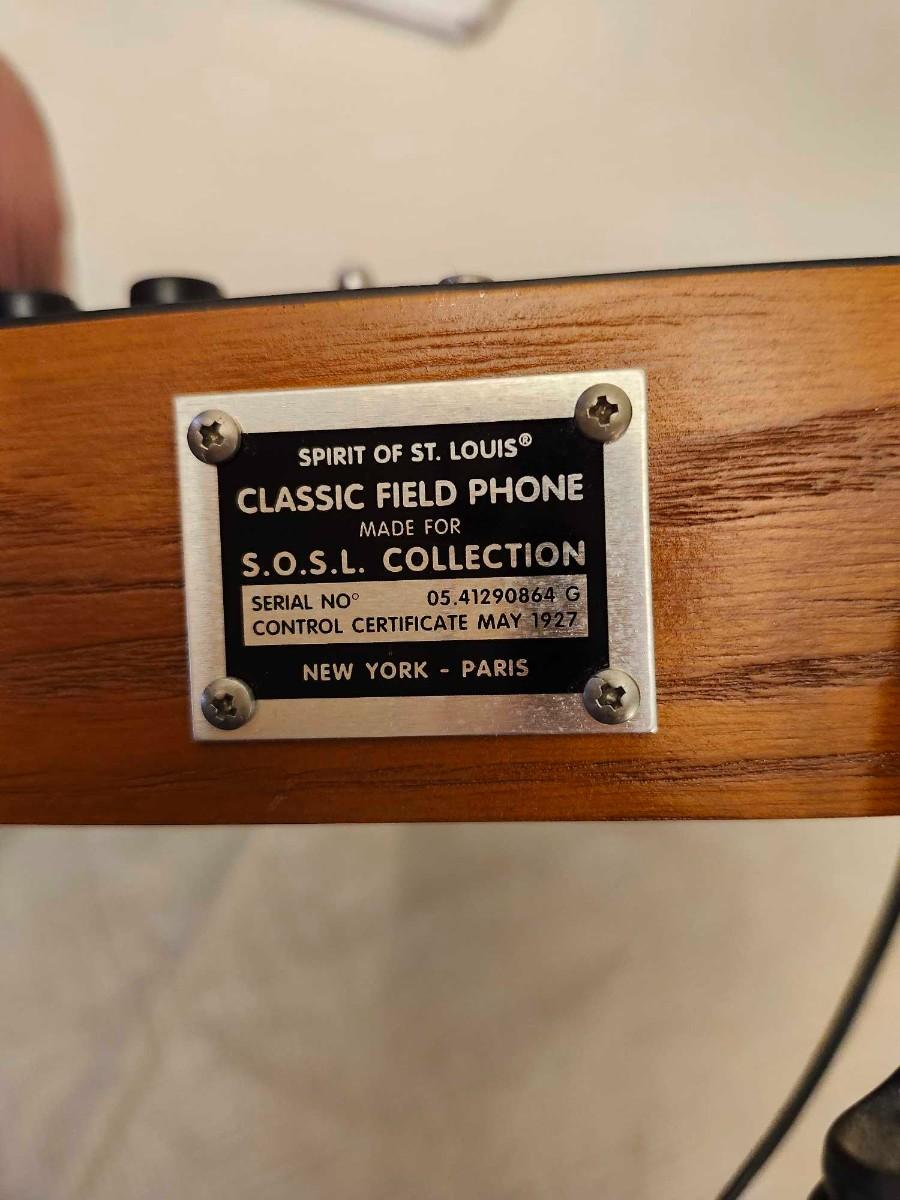 SPIRIT OF ST. LOUIS®
CLASSIC FIELD PHONE
MADE FOR
S.O.S.L. COLLECTION
SERIAL NO° 05.41290864 G
CONTROL CERTIFICATE MAY 1927
NEW YORK - PARIS